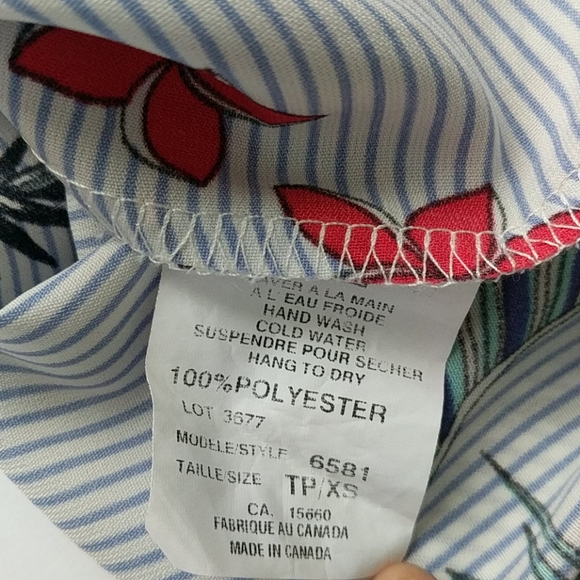 LAVER A LA MAIN
A L'EAU FROIDE
HAND WASH
COLD WATER
SUSPENDRE POUR SECHER
HANG TO DRY
100% POLYESTER
LOT 3677
MODELE/STYLE 6581
TAILLE/SIZE TP/XS
CA. 15660
FABRIQUE AU CANADA
MADE IN CANADA